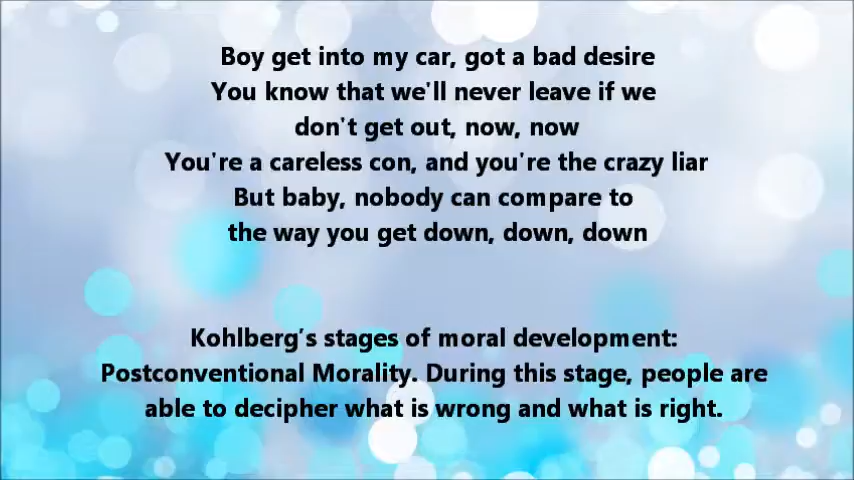 Boy get into my car, got a bad desire
You know that we'll never leave if we
don't get out, now, now
You're a careless con, and you're the crazy liar
But baby, nobody can compare to
the way you get down, down, down
Kohlberg's stages of moral development:
Postconventional Morality. During this stage, people are
able to decipher what is wrong and what is right.